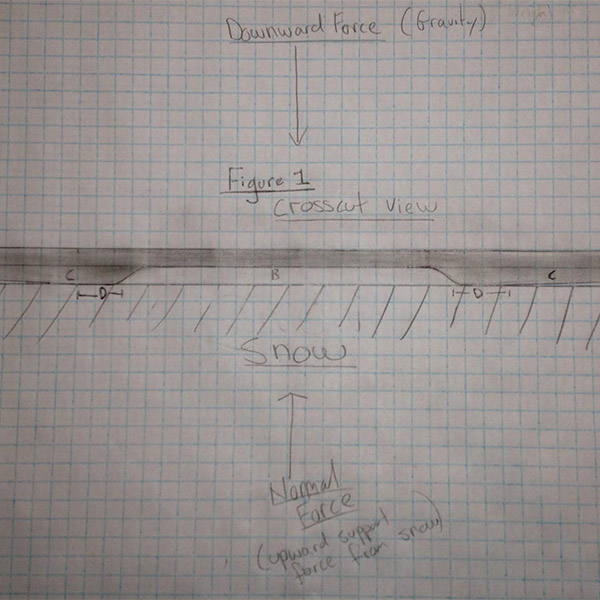 Downward Force (Gravity)
Figure 1
Crosscut View
C B C
D D
Snow
Normal
Force
(upward support
force from snow)